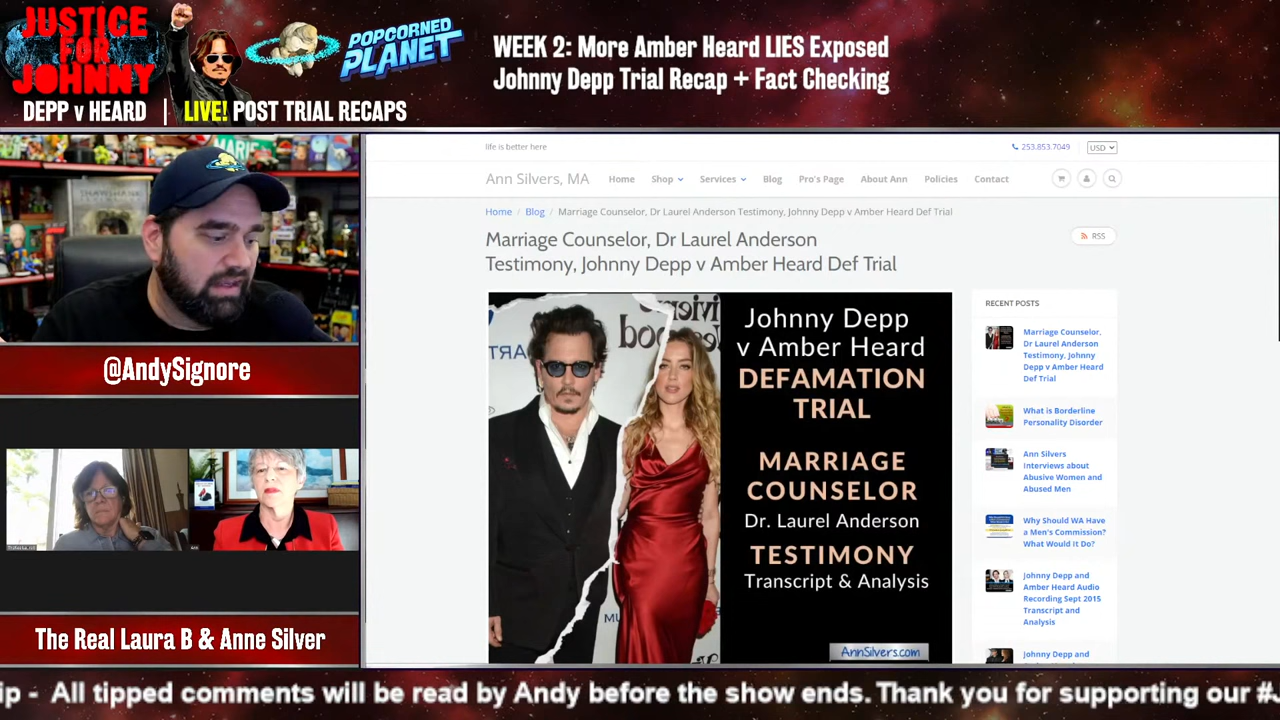 JUSTICE
FOR
JOHNNY
DEPP v HEARD | LIVE! POST TRIAL RECAPS
POPCORNED
PLANET
WEEK 2: More Amber Heard LIES Exposed
Johnny Depp Trial Recap + Fact Checking
@AndySignore
The Real Laura B & Anne Silver
life is better here
253.853.7049
USD
Ann Silvers, MA
Home
Shop
Services
Blog
Pro's Page
About Ann
Policies
Contact
Home / Blog / Marriage Counselor, Dr Laurel Anderson Testimony, Johnny Depp v Amber Heard Def Trial
Marriage Counselor, Dr Laurel Anderson
Testimony, Johnny Depp v Amber Heard Def Trial
RSS
Johnny Depp
v Amber Heard
DEFAMATION
TRIAL
MARRIAGE
COUNSELOR
Dr. Laurel Anderson
TESTIMONY
Transcript & Analysis
AnnSilvers.com
RECENT POSTS
Marriage Counselor,
Dr Laurel Anderson
Testimony, Johnny
Depp v Amber Heard
Def Trial
What is Borderline
Personality Disorder
Ann Silvers
Interviews about
Abusive Women and
Abused Men
Why Should WA Have
a Men's Commission?
What Would It Do?
Johnny Depp and
Amber Heard Audio
Recording Sept 2015
Transcript and
Analysis
Johnny Depp and
ip - All tipped comments will be read by Andy before the show ends. Thank you for supporting our #J